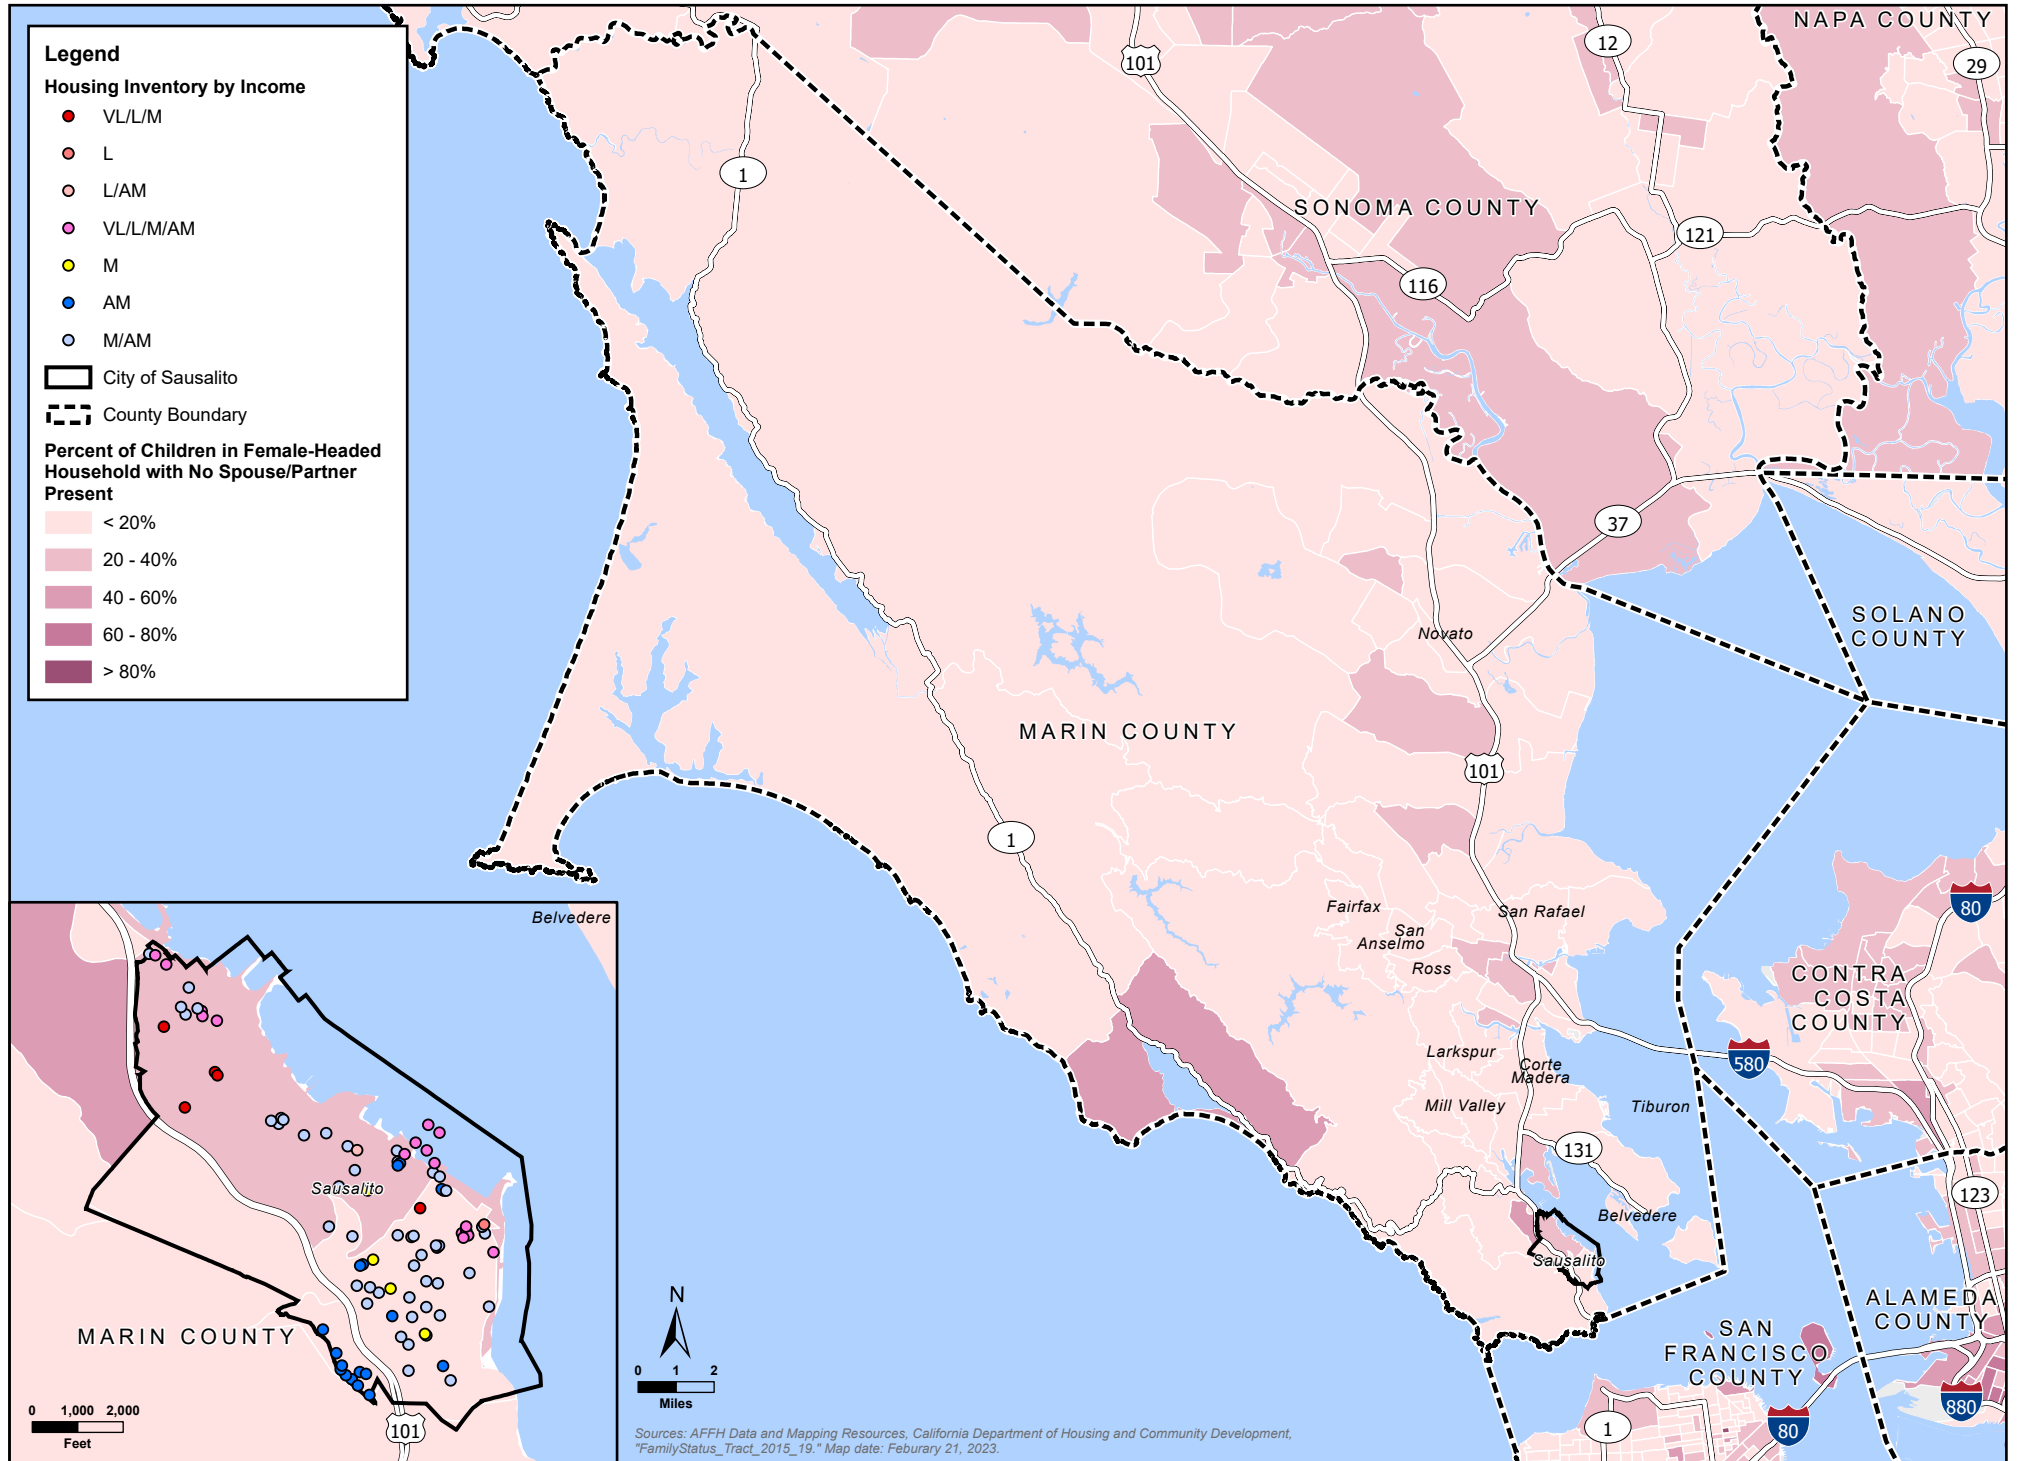 Legend
Housing Inventory by Income
VL/L/M
L
L/AM
VL/L/M/AM
M
AM
M/AM
City of Sausalito
County Boundary
Percent of Children in Female-Headed
Household with No Spouse/Partner
Present
< 20%
20 - 40%
40 - 60%
60 - 80%
> 80%
NAPA COUNTY
12
29
101
1
SONOMA COUNTY
121
116
37
SOLANO
COUNTY
Novato
MARIN COUNTY
101
1
80
Fairfax
San Rafael
San
Anselmo
Ross
CONTRA
COSTA
COUNTY
Larkspur
Corte
Madera
580
Mill Valley
Tiburon
131
123
Belvedere
Sausalito
ALAMEDA
COUNTY
SAN
FRANCISCO
COUNTY
880
80
1
Belvedere
Sausalito
MARIN COUNTY
101
0 1,000 2,000
Feet
N
0 1 2
Miles
Sources: AFFH Data and Mapping Resources, California Department of Housing and Community Development,
"FamilyStatus_Tract_2015_19." Map date: Feburary 21, 2023.